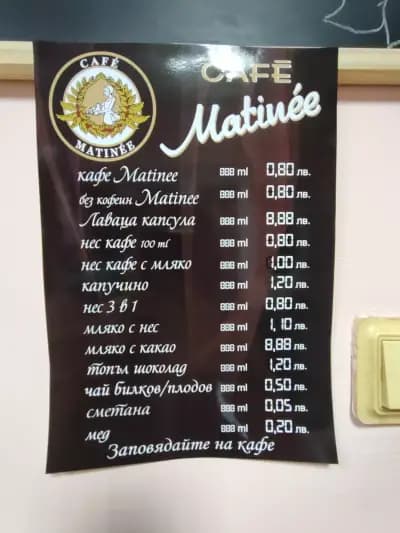 CAFÉ
MATINÉE
CAFÉ
Matinée
кафе Matinee 888 ml 0,80 лв.
без кофеин Matinee 888 ml 0,80 лв.
Лаваца капсула 888 ml 8,88 лв.
нес кафе 100 ml 888 ml 0,80 лв.
нес кафе с мляко 888 ml 1,00 лв.
капучино 888 ml 1,20 лв.
нес 3 в 1 888 ml 0,80 лв.
мляко с нес 888 ml 1,10 лв.
мляко с какао 888 ml 8,88 лв.
топъл шоколад 888 ml 1,20 лв.
чай билков/плодов 888 ml 0,50 лв.
сметана 888 ml 0,05 лв.
мед 888 ml 0,20 лв.
Заповядайте на кафе